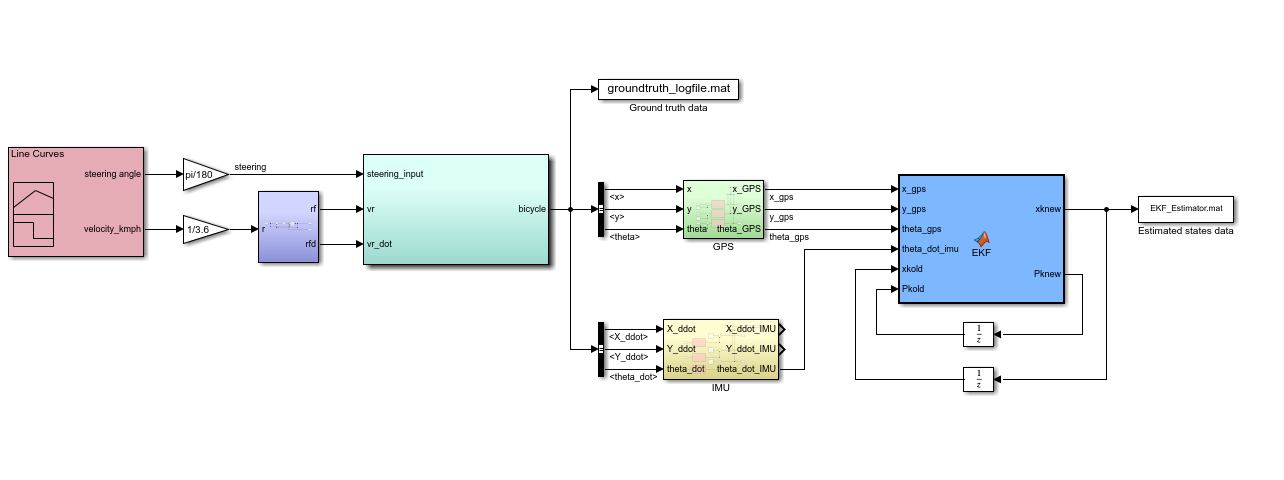 groundtruth_logfile.mat
Ground truth data
Line Curves
steering angle
velocity_kmph
pi/180
steering
1/3.6
r
rf
rfd
steering_input
vr
vr_dot
bicycle
<x>
<y>
<theta>
x
y
theta
x_GPS
y_GPS
theta_GPS
GPS
x_gps
y_gps
theta_gps
x_gps
y_gps
theta_gps
theta_dot_imu
xkold
Pkold
EKF
xknew
Pknew
EKF_Estimator.mat
Estimated states data
<X_ddot>
<Y_ddot>
<theta_dot>
X_ddot
Y_ddot
theta_dot
X_ddot_IMU
Y_ddot_IMU
theta_dot_IMU
IMU
1
z
1
z